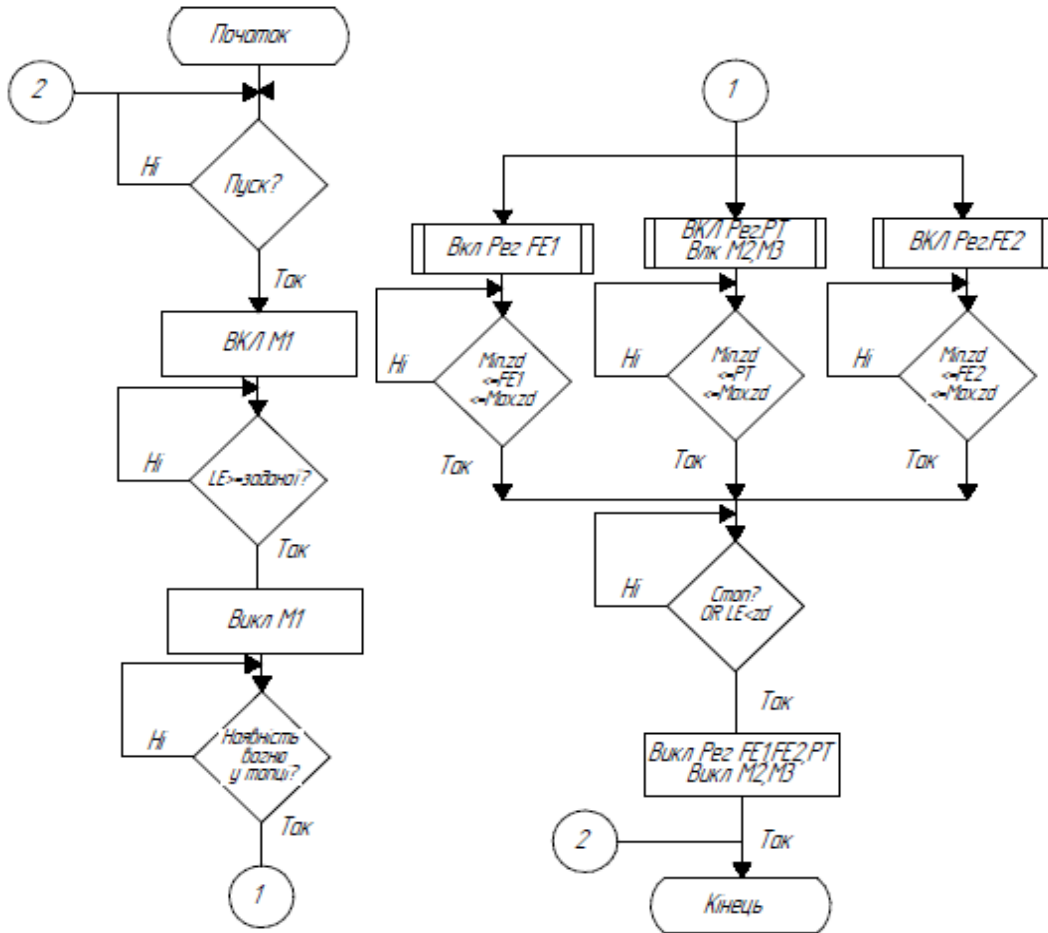 Початок
2
Ні
Пуск?
Так
ВКЛ М1
Ні
LE>=заданої?
Так
Викл М1
Ні
Наявність
вогню
у топці?
Так
1
1
Вкл Рег FE1
ВКЛ Рег.РТ
Влк М2,М3
ВКЛ Рег.FE2
Ні
Min.zd
<=FE1
<=Max.zd
Так
Ні
Min.zd
<=PT
<=Max.zd
Так
Ні
Min.zd
<=FE2
<=Max.zd
Так
Ні
Стоп?
OR LE<zd
Так
Викл Рег FE1,FE2,PT
Викл М2,М3
2
Так
Кінець